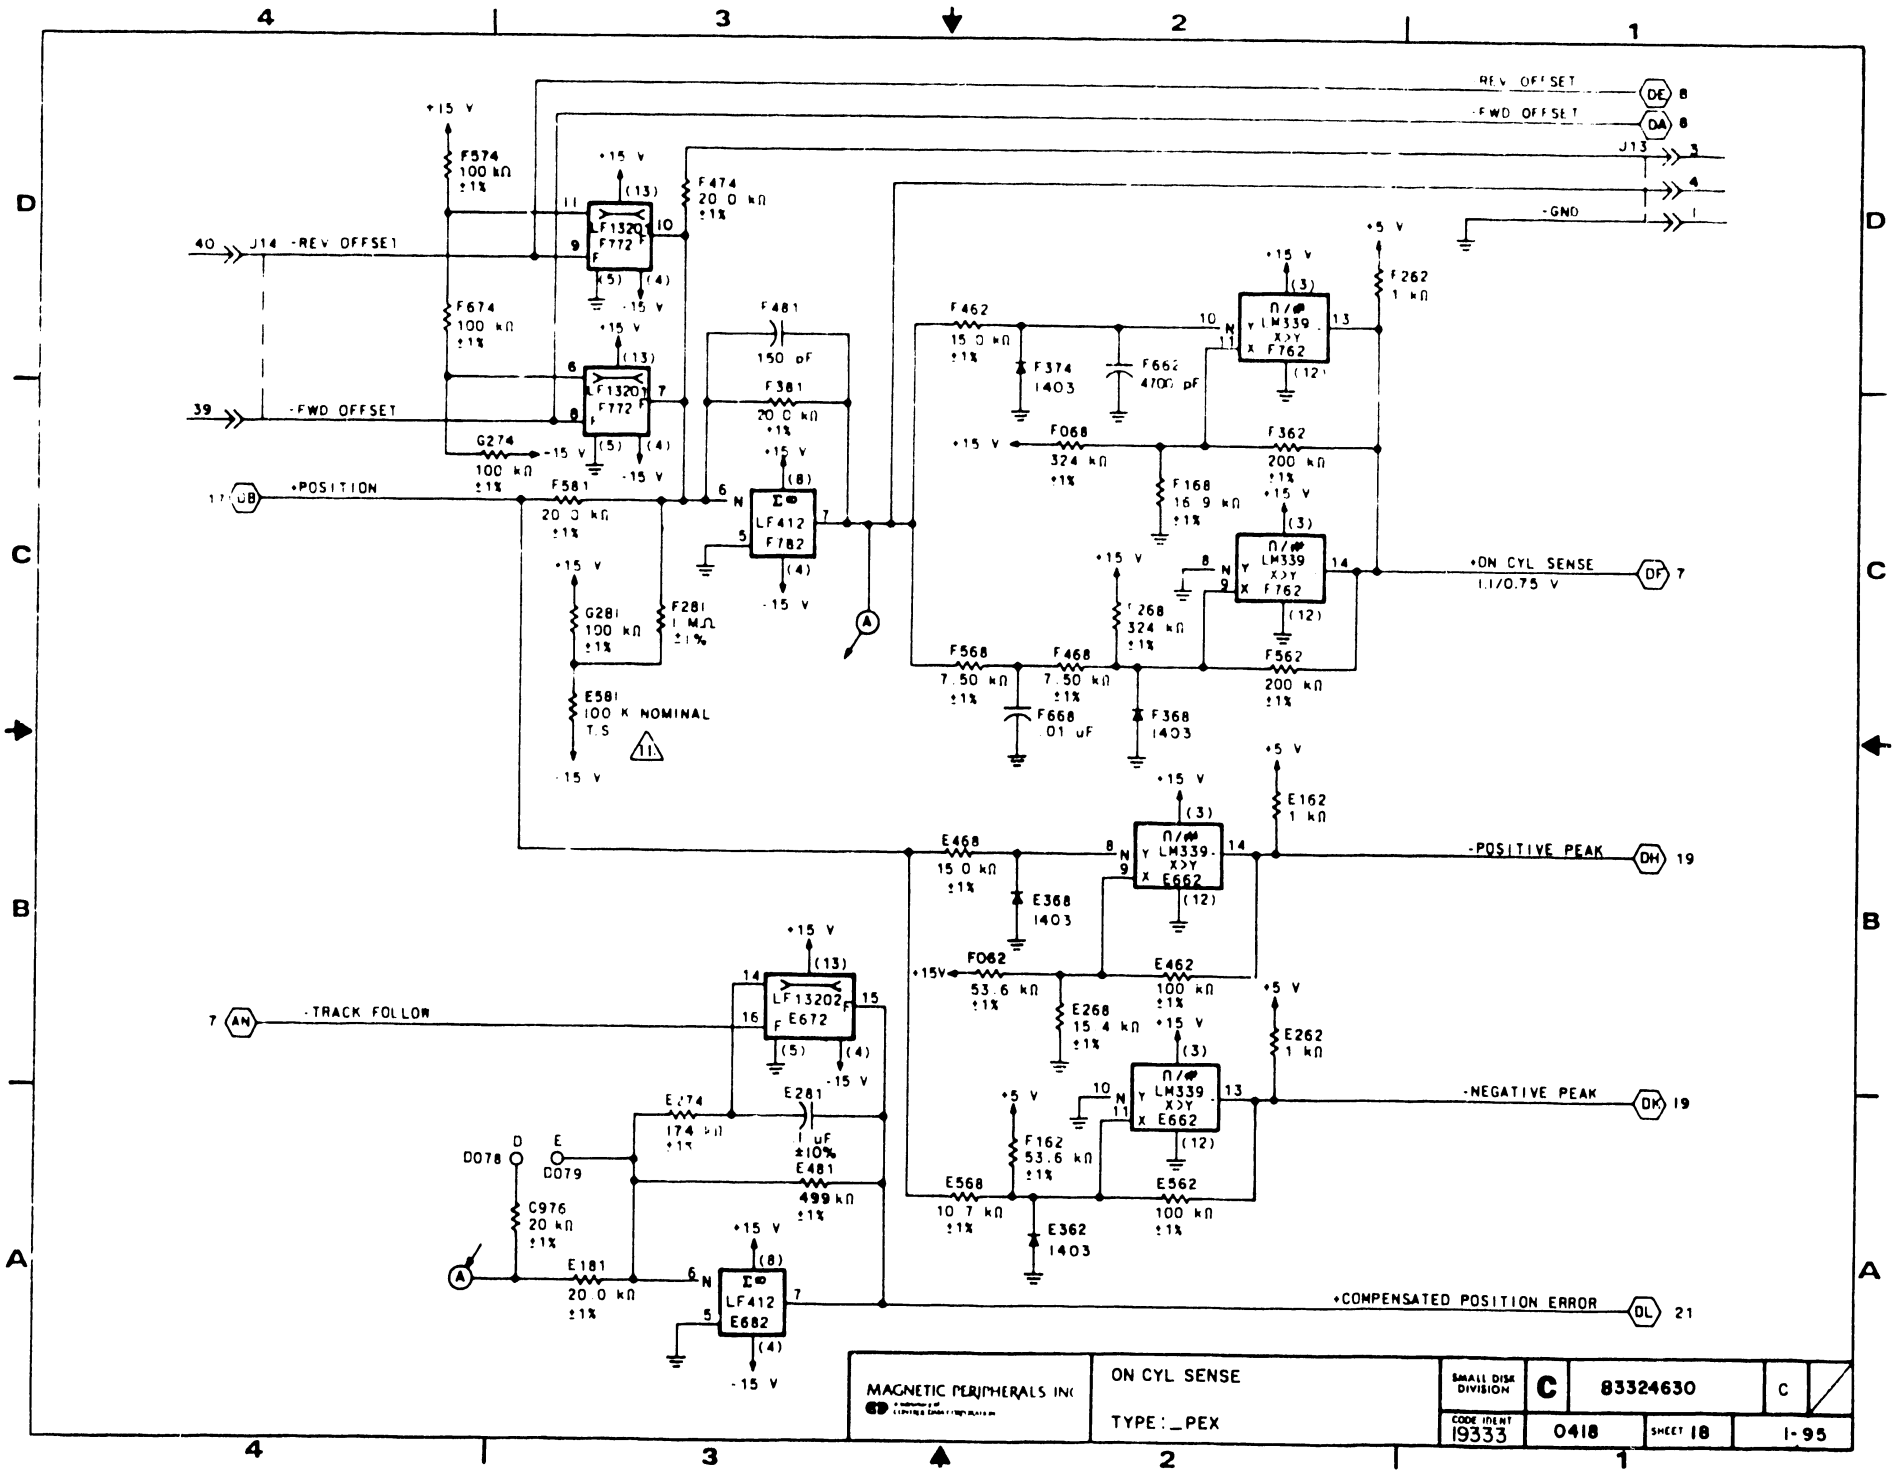 4 3 2 1
D
C
B
A
REV OFFSET DE 8
-FWD OFFSET DA 8
J13 3
4
-GND 1
+15 V
F574
100 kΩ
±1%
+15 V
(13)
11
LF13201
10
9 F F
F772
(5) (4)
-15 V
F474
20.0 kΩ
±1%
40 J14 -REV OFFSET
F674
100 kΩ
±1%
+15 V
(13)
6
LF13201
7
8 F F
F772
(5) (4)
-15 V
39 -FWD OFFSET
G274
100 kΩ
±1%
-15 V
F481
150 pF
F381
20.0 kΩ
±1%
+15 V
(8)
6 N
Σ∞
LF412
7
5
F782
(4)
-15 V
17 DB +POSITION
F581
20.0 kΩ
±1%
+15 V
G281
100 kΩ
±1%
F281
1 MΩ
±1%
E581
100 K NOMINAL
T.S
11
-15 V
A
F462
15.0 kΩ
±1%
F374
1403
F662
4700 pF
+15 V
(3)
10 N Y
LM339
13
11 X
X>Y
F762
(12)
+5 V
F262
1 kΩ
+15 V
F068
324 kΩ
±1%
F168
16.9 kΩ
±1%
F362
200 kΩ
±1%
+15 V
(3)
8 N Y
LM339
14
9 X
X>Y
F762
(12)
+ON CYL SENSE DF 7
1.1/0.75 V
+15 V
F268
324 kΩ
±1%
F568
7.50 kΩ
±1%
F468
7.50 kΩ
±1%
F562
200 kΩ
±1%
F668
.01 uF
F368
1403
+5 V
E162
1 kΩ
+15 V
(3)
E468
15.0 kΩ
±1%
8 N Y
LM339
14
9 X
X>Y
E662
(12)
-POSITIVE PEAK DH 19
E368
1403
+15V
F062
53.6 kΩ
±1%
E268
15.4 kΩ
±1%
E462
100 kΩ
±1%
+5 V
E262
1 kΩ
+15 V
(3)
10 N Y
LM339
13
11 X
X>Y
E662
(12)
-NEGATIVE PEAK DK 19
+5 V
F162
53.6 kΩ
±1%
E568
10.7 kΩ
±1%
E562
100 kΩ
±1%
E362
1403
7 AN -TRACK FOLLOW
+15 V
(13)
14
LF13202
15
16 F F
E672
(5) (4)
-15 V
E274
174 kΩ
±1%
E281
.1 uF
±10%
E481
499 kΩ
±1%
D E
D078 D079
C976
20 kΩ
±1%
A
E181
20.0 kΩ
±1%
+15 V
(8)
6 N
Σ∞
LF412
7
5
E682
(4)
-15 V
+COMPENSATED POSITION ERROR DL 21
MAGNETIC PERIPHERALS INC
ON CYL SENSE
TYPE:_PEX
SMALL DISK
DIVISION
C 83324630 C
CODE IDENT
19333
0418 SHEET 18 1-95
4 3 2 1